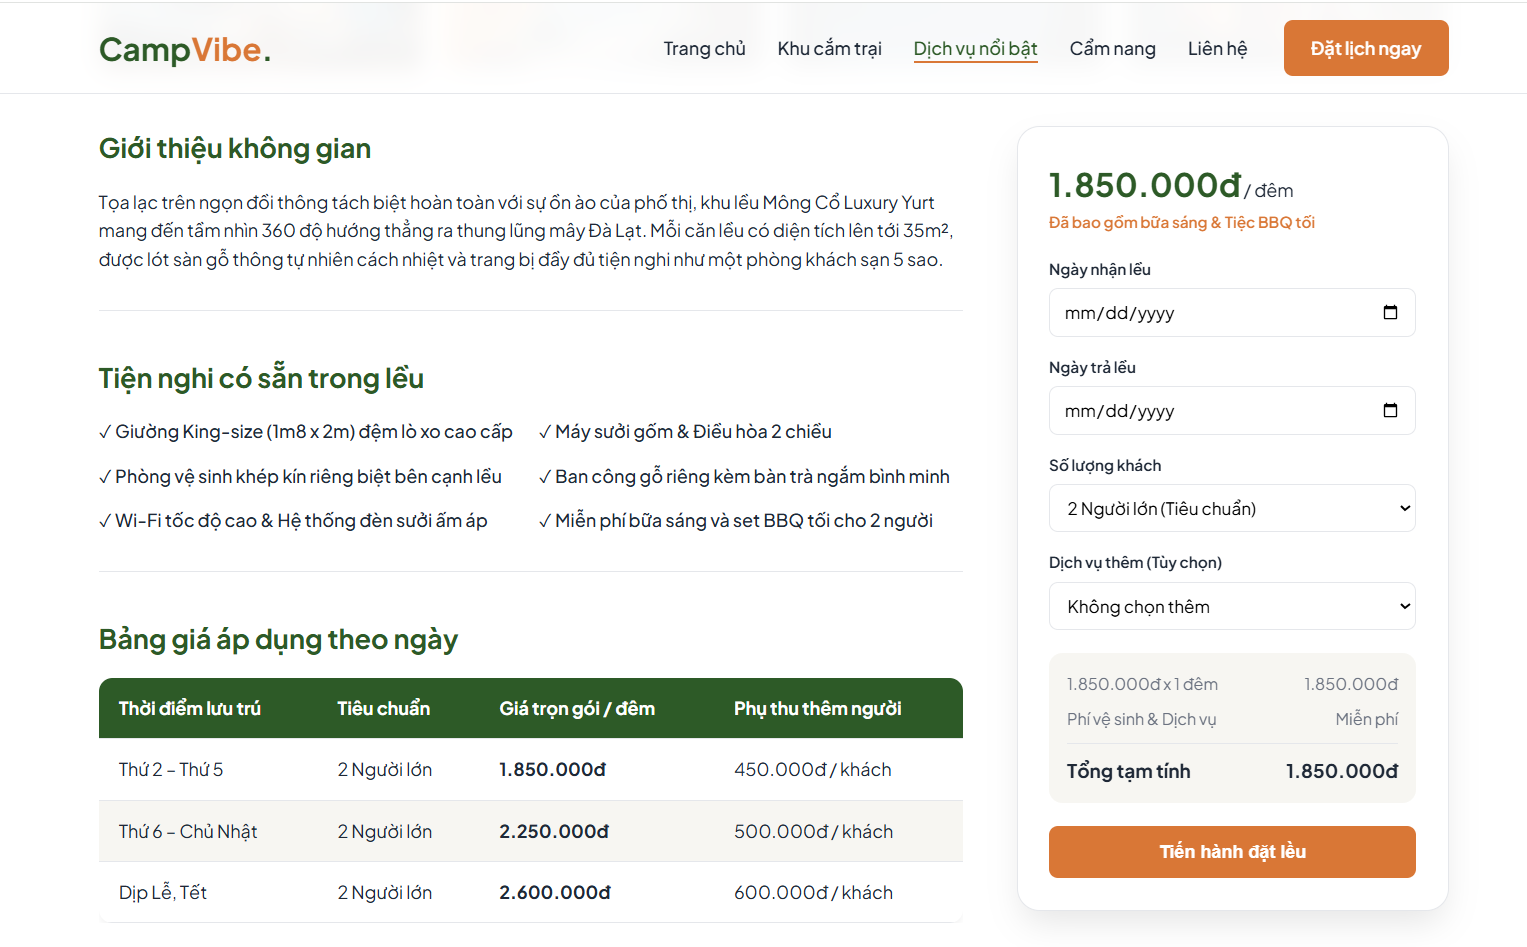 CampVibe.
Trang chủ
Khu cắm trại
Dịch vụ nổi bật
Cẩm nang
Liên hệ
Đặt lịch ngay
Giới thiệu không gian
Tọa lạc trên ngọn đồi thông tách biệt hoàn toàn với sự ồn ào của phố thị, khu lều Mông Cổ Luxury Yurt
mang đến tầm nhìn 360 độ hướng thẳng ra thung lũng mây Đà Lạt. Mỗi căn lều có diện tích lên tới 35m²,
được lót sàn gỗ thông tự nhiên cách nhiệt và trang bị đầy đủ tiện nghi như một phòng khách sạn 5 sao.
Tiện nghi có sẵn trong lều
✓ Giường King-size (1m8 x 2m) đệm lò xo cao cấp
✓ Máy sưởi gốm & Điều hòa 2 chiều
✓ Phòng vệ sinh khép kín riêng biệt bên cạnh lều
✓ Ban công gỗ riêng kèm bàn trà ngắm bình minh
✓ Wi-Fi tốc độ cao & Hệ thống đèn sưởi ấm áp
✓ Miễn phí bữa sáng và set BBQ tối cho 2 người
Bảng giá áp dụng theo ngày
Thời điểm lưu trú Tiêu chuẩn Giá trọn gói / đêm Phụ thu thêm người
Thứ 2 – Thứ 5 2 Người lớn 1.850.000đ 450.000đ / khách
Thứ 6 – Chủ Nhật 2 Người lớn 2.250.000đ 500.000đ / khách
Dịp Lễ, Tết 2 Người lớn 2.600.000đ 600.000đ / khách
1.850.000đ / đêm
Đã bao gồm bữa sáng & Tiệc BBQ tối
Ngày nhận lều
mm/dd/yyyy
Ngày trả lều
mm/dd/yyyy
Số lượng khách
2 Người lớn (Tiêu chuẩn)
Dịch vụ thêm (Tùy chọn)
Không chọn thêm
1.850.000đ x 1 đêm 1.850.000đ
Phí vệ sinh & Dịch vụ Miễn phí
Tổng tạm tính 1.850.000đ
Tiến hành đặt lều